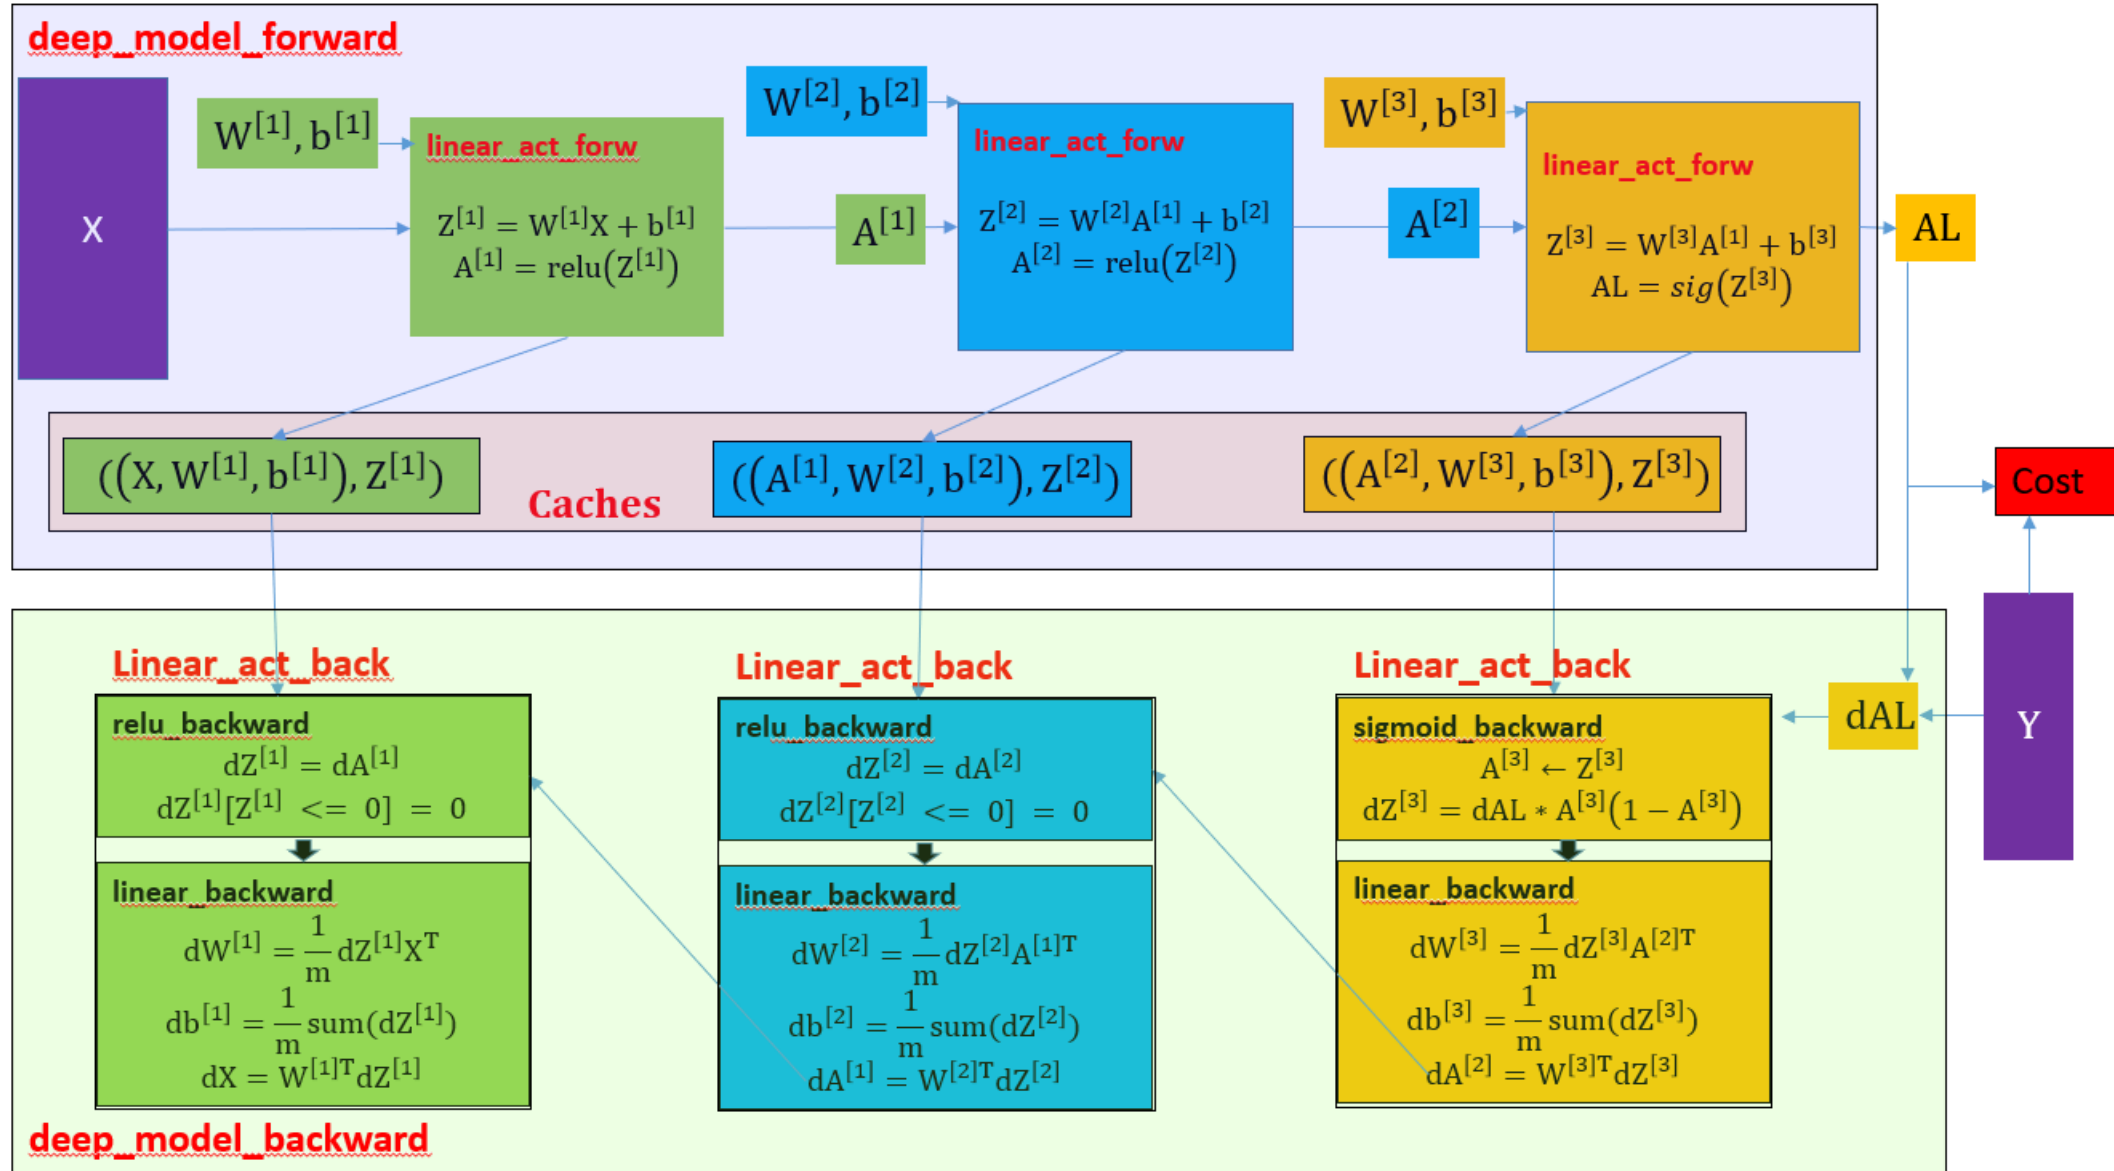 deep_model_forward
X
W^[1], b^[1]
linear_act_forw
Z^[1] = W^[1]X + b^[1]
A^[1] = relu(Z^[1])
A^[1]
W^[2], b^[2]
linear_act_forw
Z^[2] = W^[2]A^[1] + b^[2]
A^[2] = relu(Z^[2])
A^[2]
W^[3], b^[3]
linear_act_forw
Z^[3] = W^[3]A^[1] + b^[3]
AL = sig(Z^[3])
AL
((X, W^[1], b^[1]), Z^[1])
Caches
((A^[1], W^[2], b^[2]), Z^[2])
((A^[2], W^[3], b^[3]), Z^[3])
Cost
Linear_act_back
relu_backward
dZ^[1] = dA^[1]
dZ^[1][Z^[1] <= 0] = 0
linear_backward
dW^[1] = 1/m dZ^[1]X^T
db^[1] = 1/m sum(dZ^[1])
dX = W^[1]T dZ^[1]
Linear_act_back
relu_backward
dZ^[2] = dA^[2]
dZ^[2][Z^[2] <= 0] = 0
linear_backward
dW^[2] = 1/m dZ^[2]A^[1]T
db^[2] = 1/m sum(dZ^[2])
dA^[1] = W^[2]T dZ^[2]
Linear_act_back
sigmoid_backward
A^[3] ← Z^[3]
dZ^[3] = dAL * A^[3](1 − A^[3])
linear_backward
dW^[3] = 1/m dZ^[3]A^[2]T
db^[3] = 1/m sum(dZ^[3])
dA^[2] = W^[3]T dZ^[3]
dAL
Y
deep_model_backward